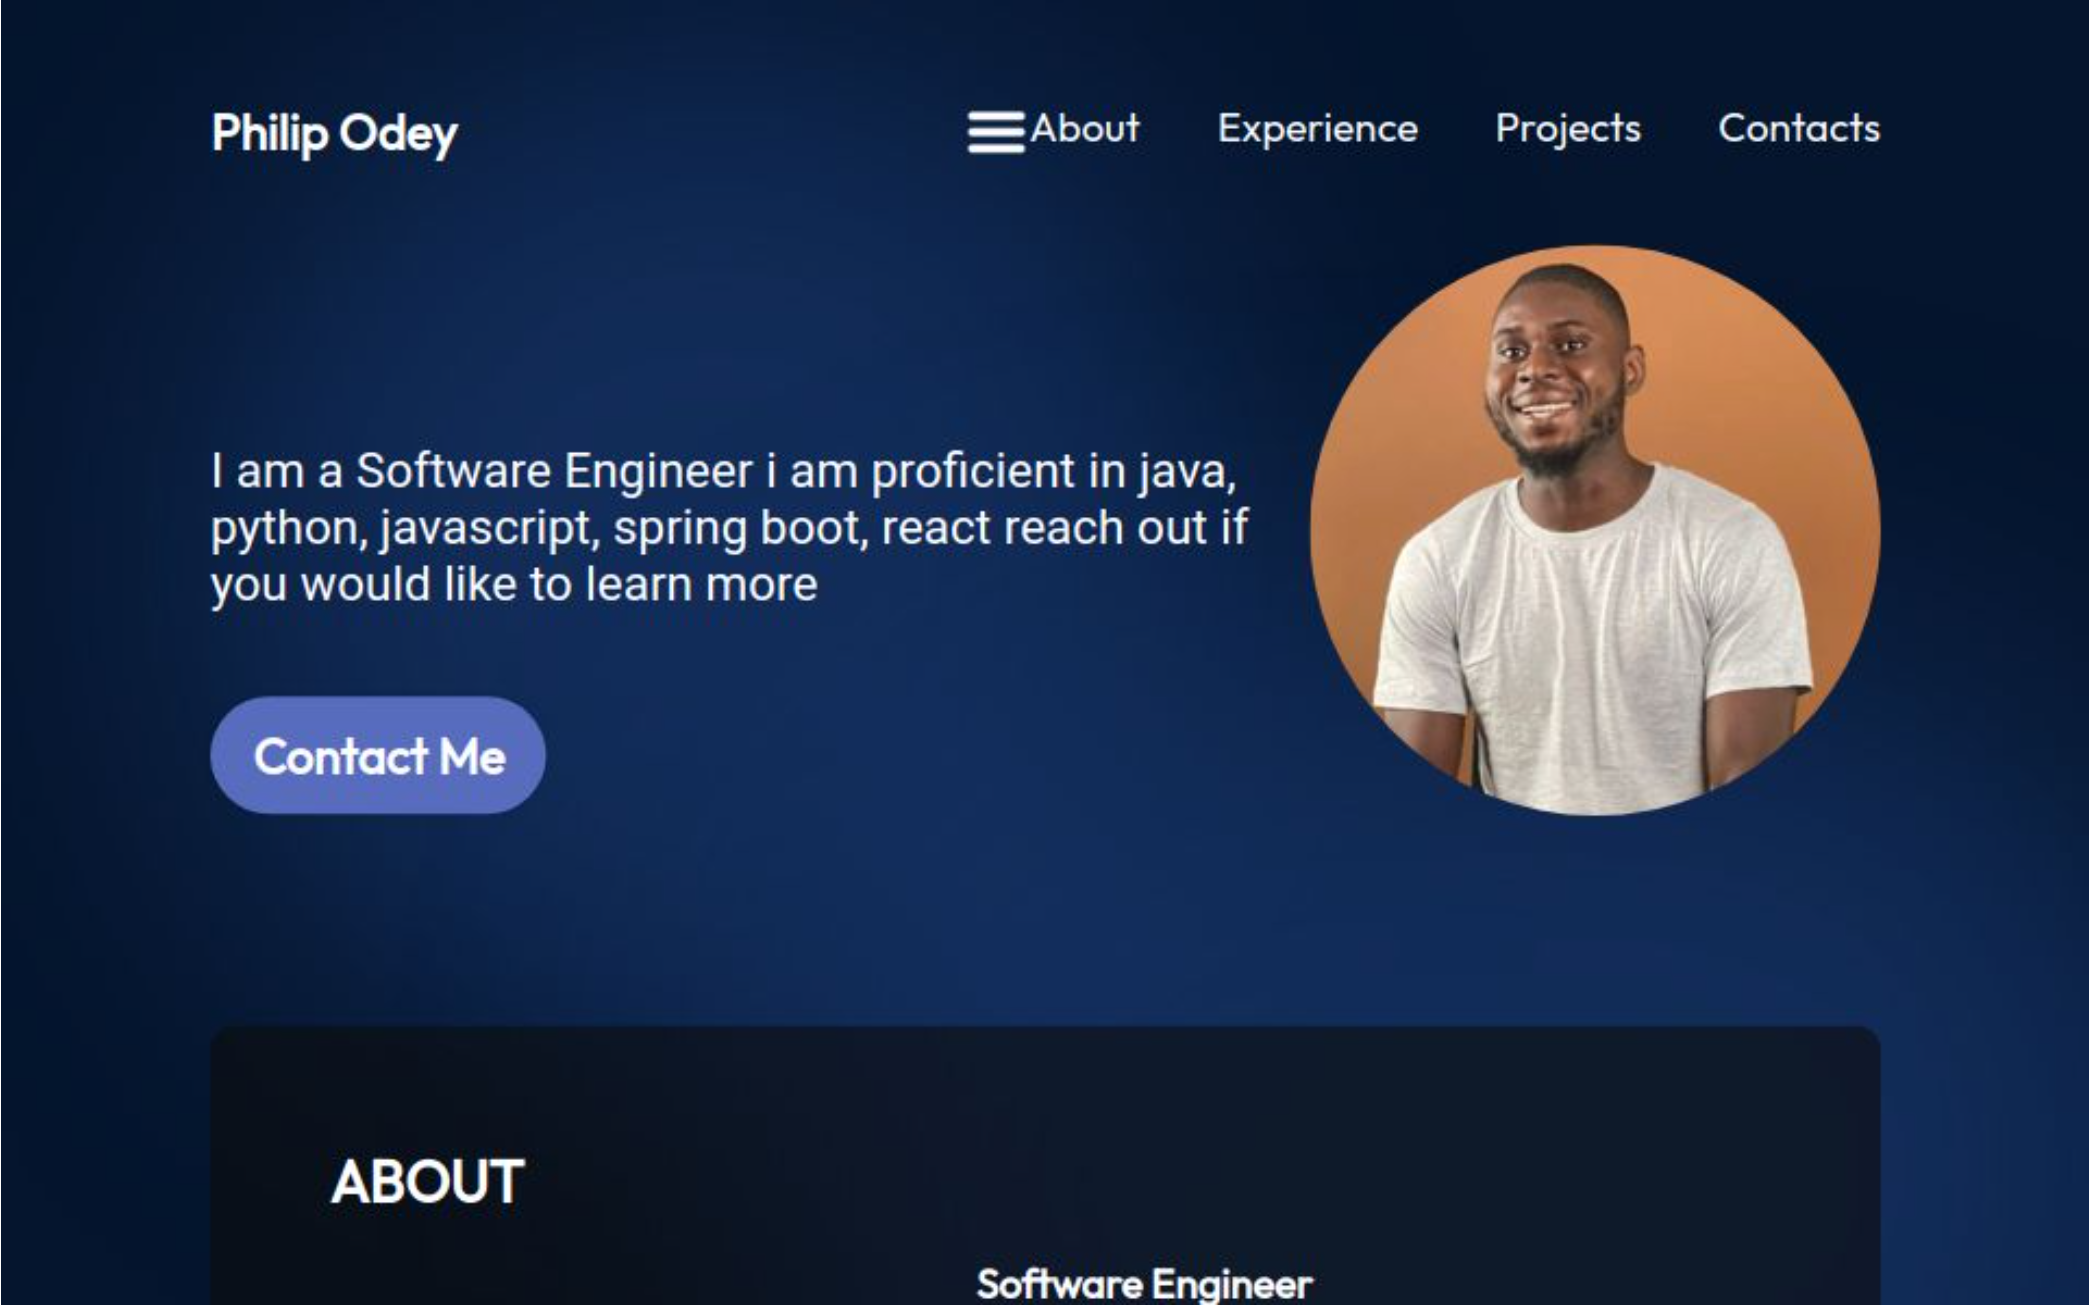 Philip Odey
About Experience Projects Contacts
I am a Software Engineer i am proficient in java,
python, javascript, spring boot, react reach out if
you would like to learn more
Contact Me
ABOUT
Software Engineer